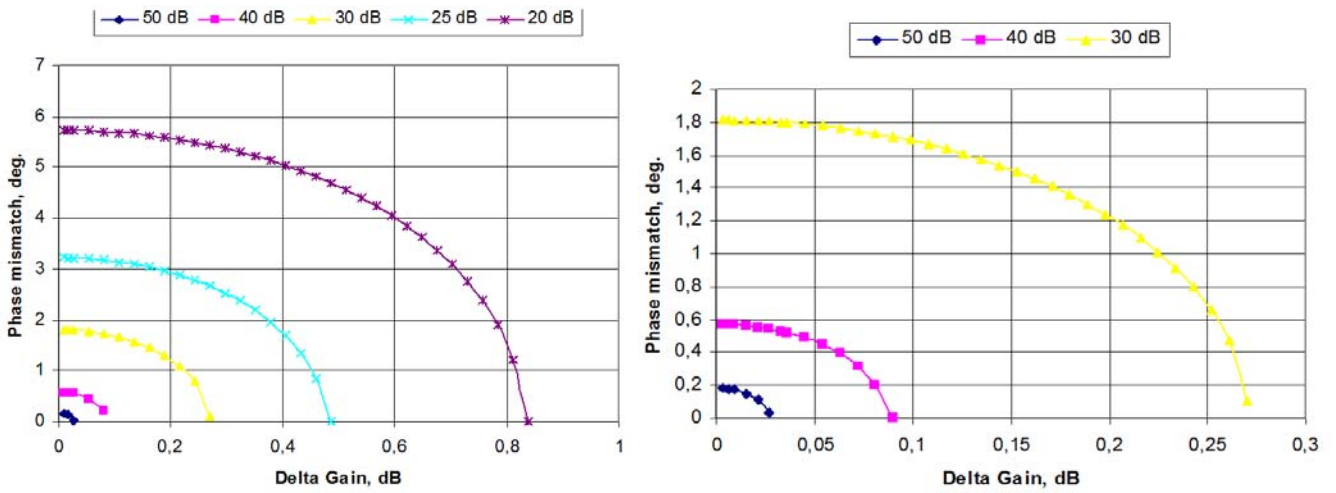 50 dB 40 dB 30 dB 25 dB 20 dB
Phase mismatch, deg.
7
6
5
4
3
2
1
0
0 0,2 0,4 0,6 0,8 1
Delta Gain, dB
50 dB 40 dB 30 dB
Phase mismatch, deg.
2
1,8
1,6
1,4
1,2
1
0,8
0,6
0,4
0,2
0
0 0,05 0,1 0,15 0,2 0,25 0,3
Delta Gain, dB